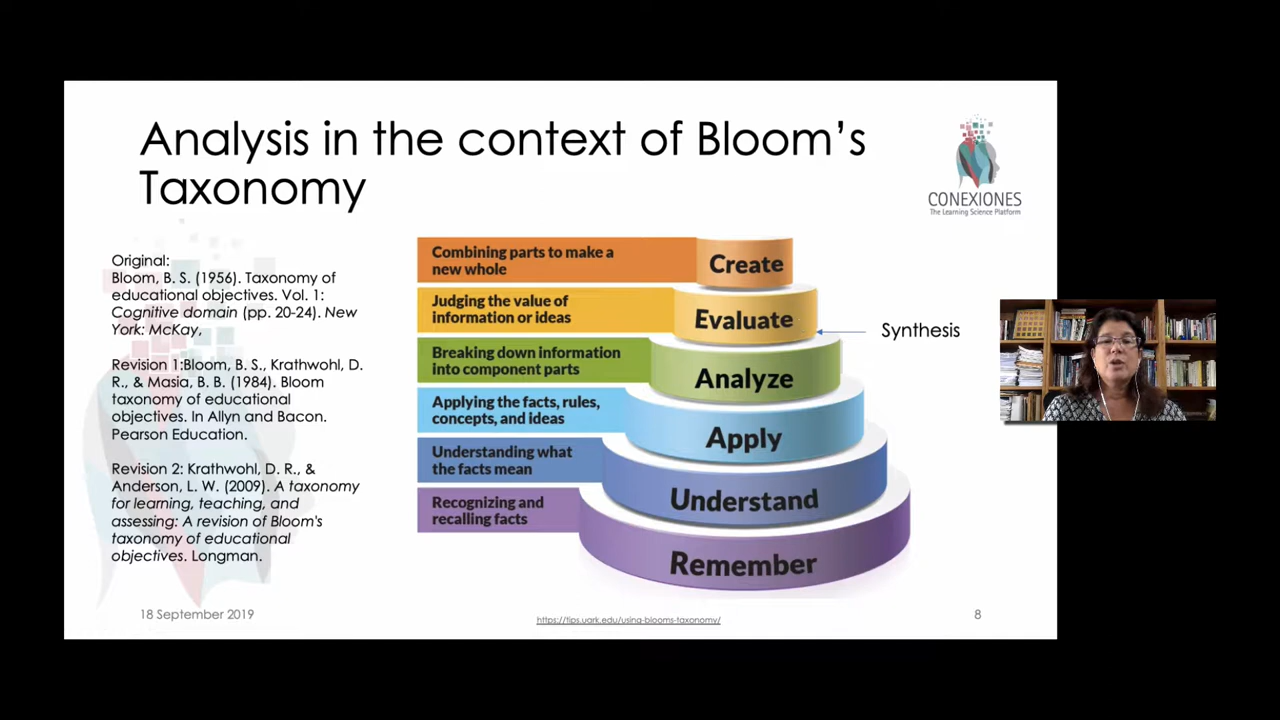 Analysis in the context of Bloom's
Taxonomy
CONEXIONES
The Learning Science Platform
Original:
Bloom, B. S. (1956). Taxonomy of
educational objectives. Vol. 1:
Cognitive domain (pp. 20-24). New
York: McKay,
Revision 1:Bloom, B. S., Krathwohl, D.
R., & Masia, B. B. (1984). Bloom
taxonomy of educational
objectives. In Allyn and Bacon.
Pearson Education.
Revision 2: Krathwohl, D. R., &
Anderson, L. W. (2009). A taxonomy
for learning, teaching, and
assessing: A revision of Bloom's
taxonomy of educational
objectives. Longman.
Combining parts to make a
new whole
Create
Judging the value of
information or ideas
Evaluate
Synthesis
Breaking down information
into component parts
Analyze
Applying the facts, rules,
concepts, and ideas
Apply
Understanding what
the facts mean
Understand
Recognizing and
recalling facts
Remember
18 September 2019
https://tips.uark.edu/using-blooms-taxonomy/
8